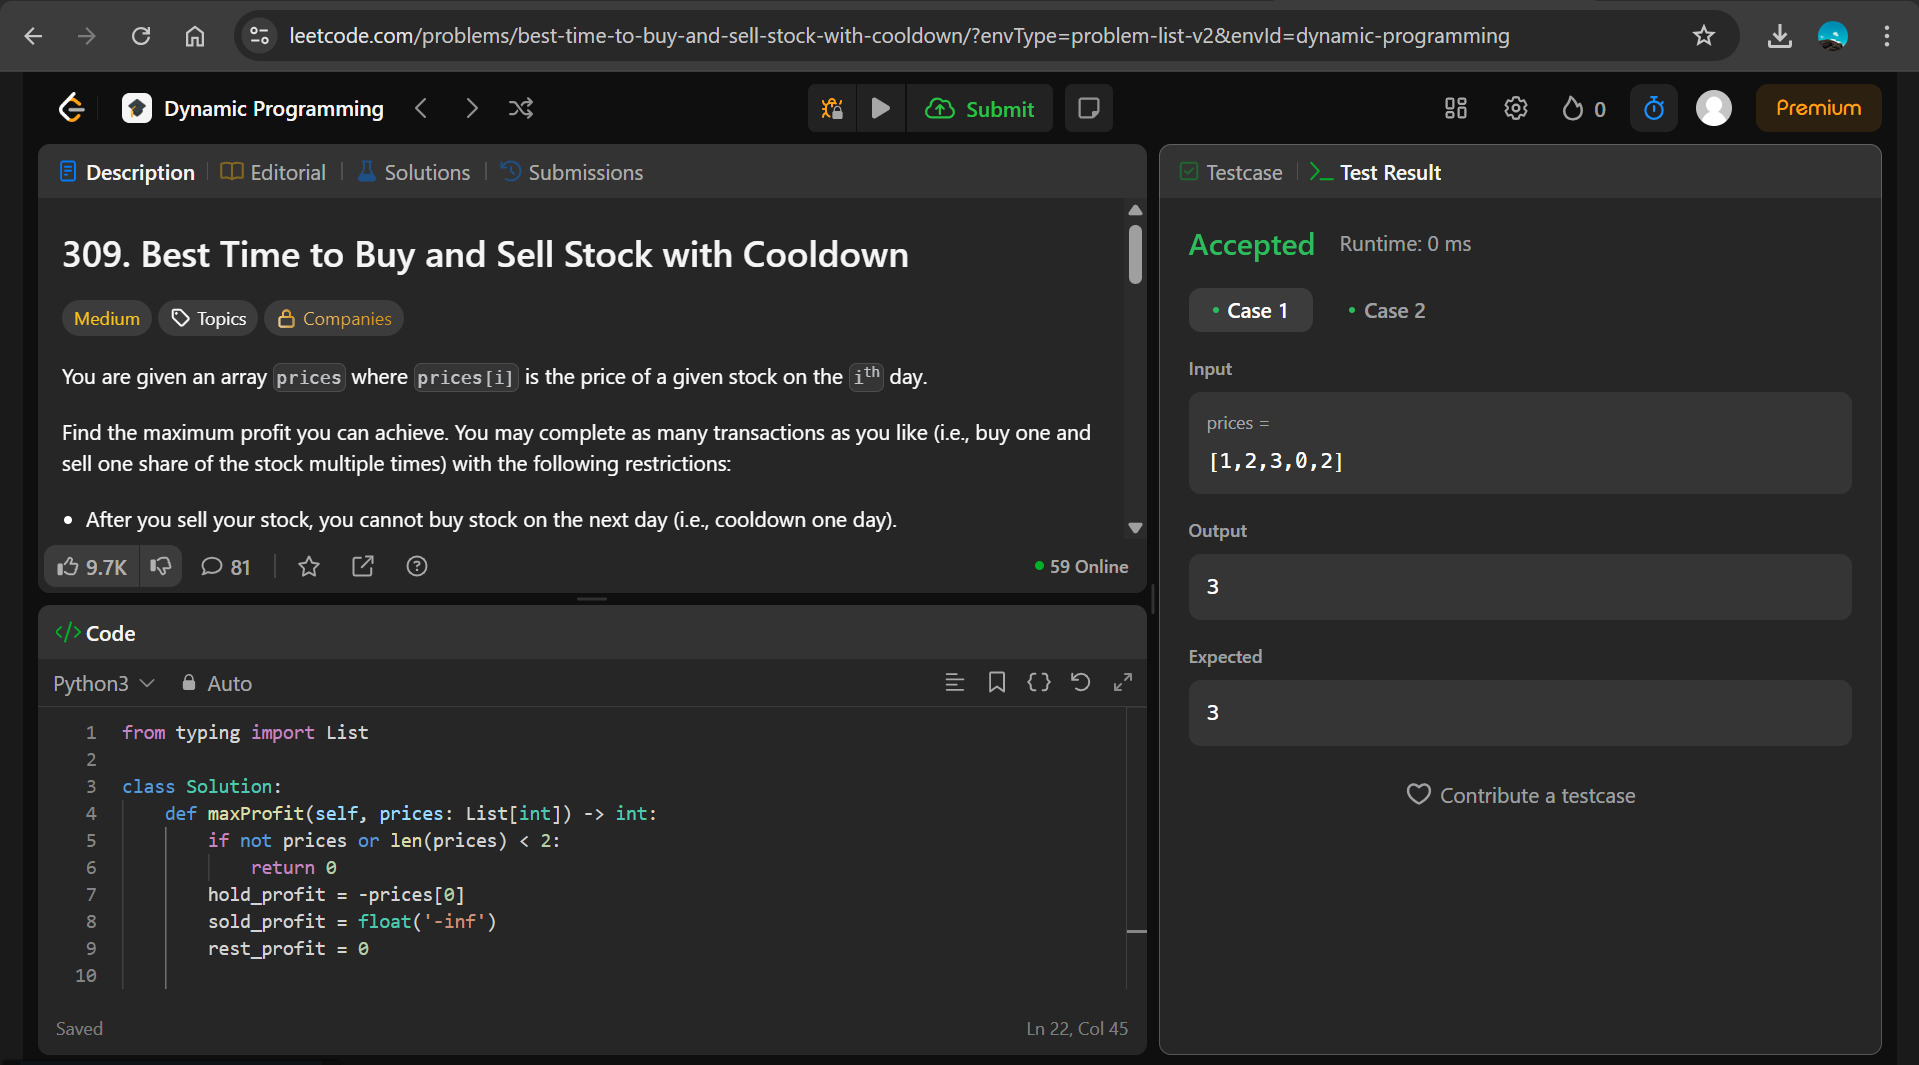 leetcode.com/problems/best-time-to-buy-and-sell-stock-with-cooldown/?envType=problem-list-v2&envId=dynamic-programming
Dynamic Programming
Submit
0
Premium
Description
Editorial
Solutions
Submissions
309. Best Time to Buy and Sell Stock with Cooldown
Medium
Topics
Companies
You are given an array prices where prices[i] is the price of a given stock on the ith day.
Find the maximum profit you can achieve. You may complete as many transactions as you like (i.e., buy one and
sell one share of the stock multiple times) with the following restrictions:
• After you sell your stock, you cannot buy stock on the next day (i.e., cooldown one day).
9.7K
81
59 Online
</> Code
Python3
Auto
1 from typing import List
2
3 class Solution:
4     def maxProfit(self, prices: List[int]) -> int:
5         if not prices or len(prices) < 2:
6             return 0
7         hold_profit = -prices[0]
8         sold_profit = float('-inf')
9         rest_profit = 0
10
Saved
Ln 22, Col 45
Testcase
Test Result
Accepted
Runtime: 0 ms
• Case 1
• Case 2
Input
prices =
[1,2,3,0,2]
Output
3
Expected
3
Contribute a testcase